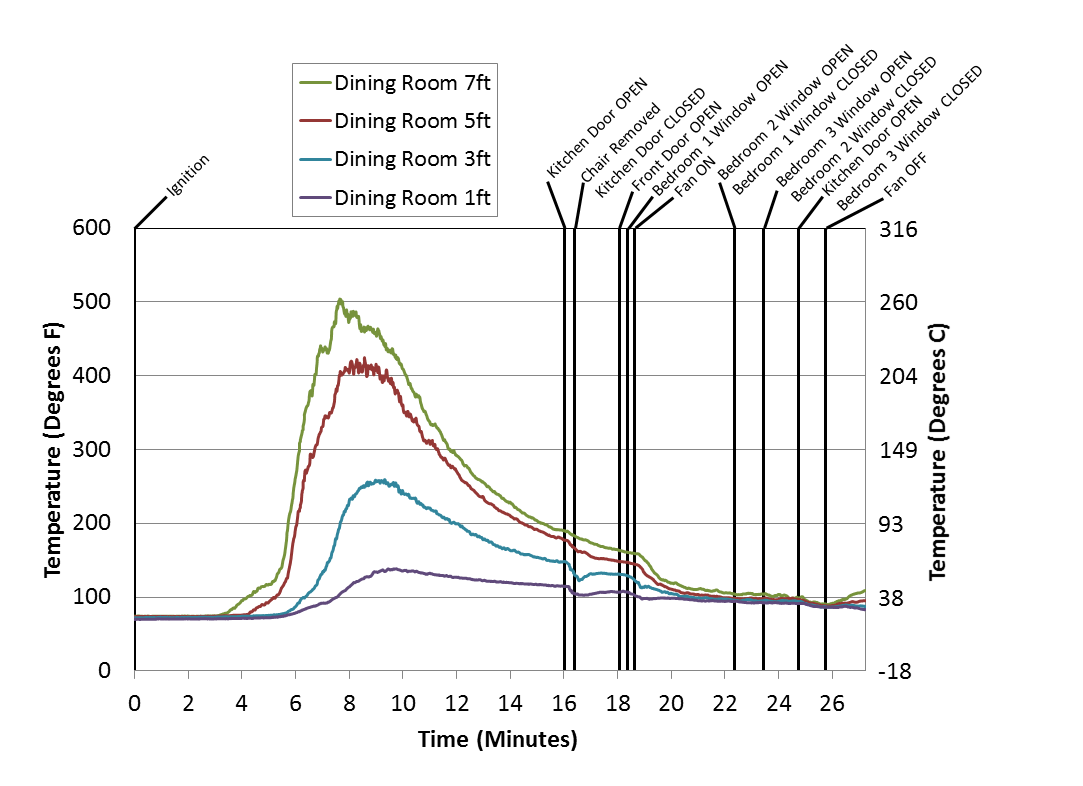 Dining Room 7ft
Dining Room 5ft
Dining Room 3ft
Dining Room 1ft
Ignition
Kitchen Door OPEN
Chair Removed
Kitchen Door CLOSED
Front Door OPEN
Bedroom 1 Window OPEN
Fan ON
Bedroom 2 Window OPEN
Bedroom 1 Window CLOSED
Bedroom 3 Window OPEN
Bedroom 2 Window CLOSED
Kitchen Door OPEN
Bedroom 3 Window CLOSED
Fan OFF
Temperature (Degrees F)
600
500
400
300
200
100
0
316
260
204
149
93
38
-18
Temperature (Degrees C)
0 2 4 6 8 10 12 14 16 18 20 22 24 26
Time (Minutes)